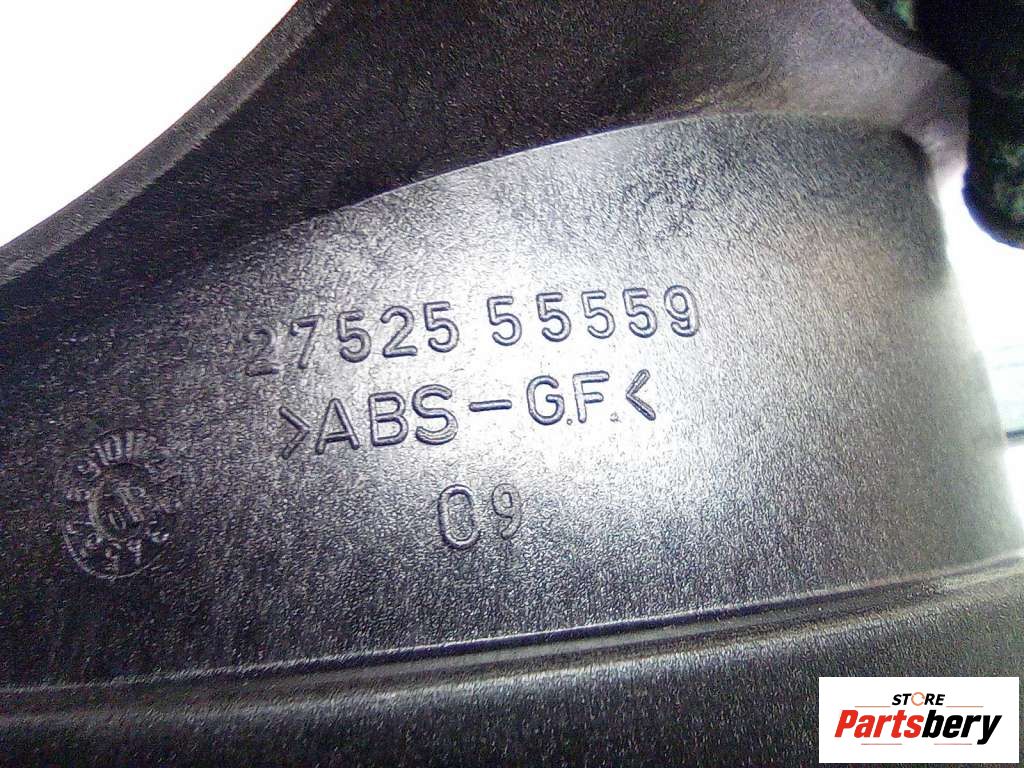 27525 55559
>ABS-G.F.<
09
STORE
Partsbery